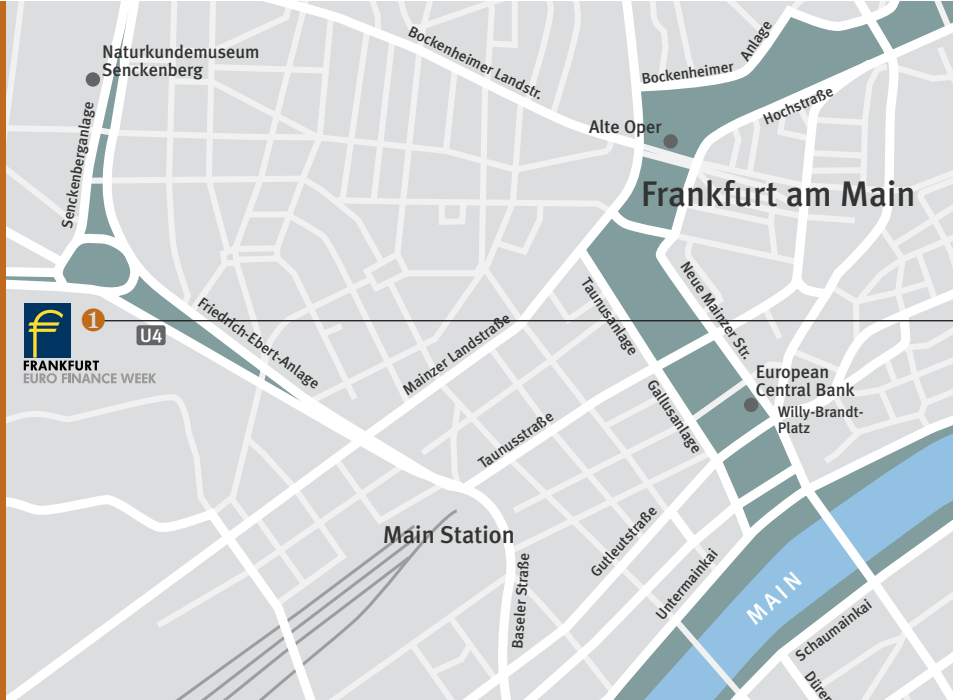 Naturkundemuseum
Senckenberg
Bockenheimer Landstr.
Bockenheimer
Anlage
Hochstraße
Alte Oper
Senckenberganlage
Frankfurt am Main
Neue Mainzer Str.
Taunusanlage.
1
U4
FRANKFURT
EURO FINANCE WEEK
Friedrich-Ebert-Anlage
Mainzer Landstraße
European
Central Bank
Willy-Brandt-
Platz
Gallusanlage
Taunusstraße
Main Station
Gutleutstraße
Baseler Straße
Untermainkai
MAIN
Schaumainkai
Dürer